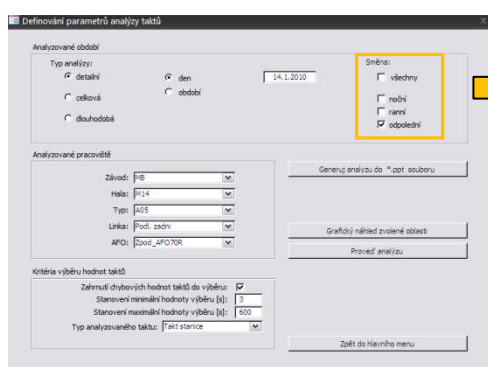 Definování parametrů analýzy taktů
Analyzované období
Typ analýzy:
detailní
den
14.1.2010
Směna:
všechny
celková
období
noční
ranní
dlouhodobá
odpolední
Analyzované pracoviště
Závod: MB
Generuj analýzu do *.ppt souboru
Hala: M14
Typ: A05
Linka: Podl. zadní
Grafický náhled zvolené oblasti
AFO: Zpod_AFO70R
Proveď analýzu
Kritéria výběru hodnot taktů
Zahrnutí chybových hodnot taktů do výběru:
Stanovení minimální hodnoty výběru [s]: 3
Stanovení maximální hodnoty výběru [s]: 600
Typ analyzovaného taktu: Takt stanice
Zpět do hlavního menu